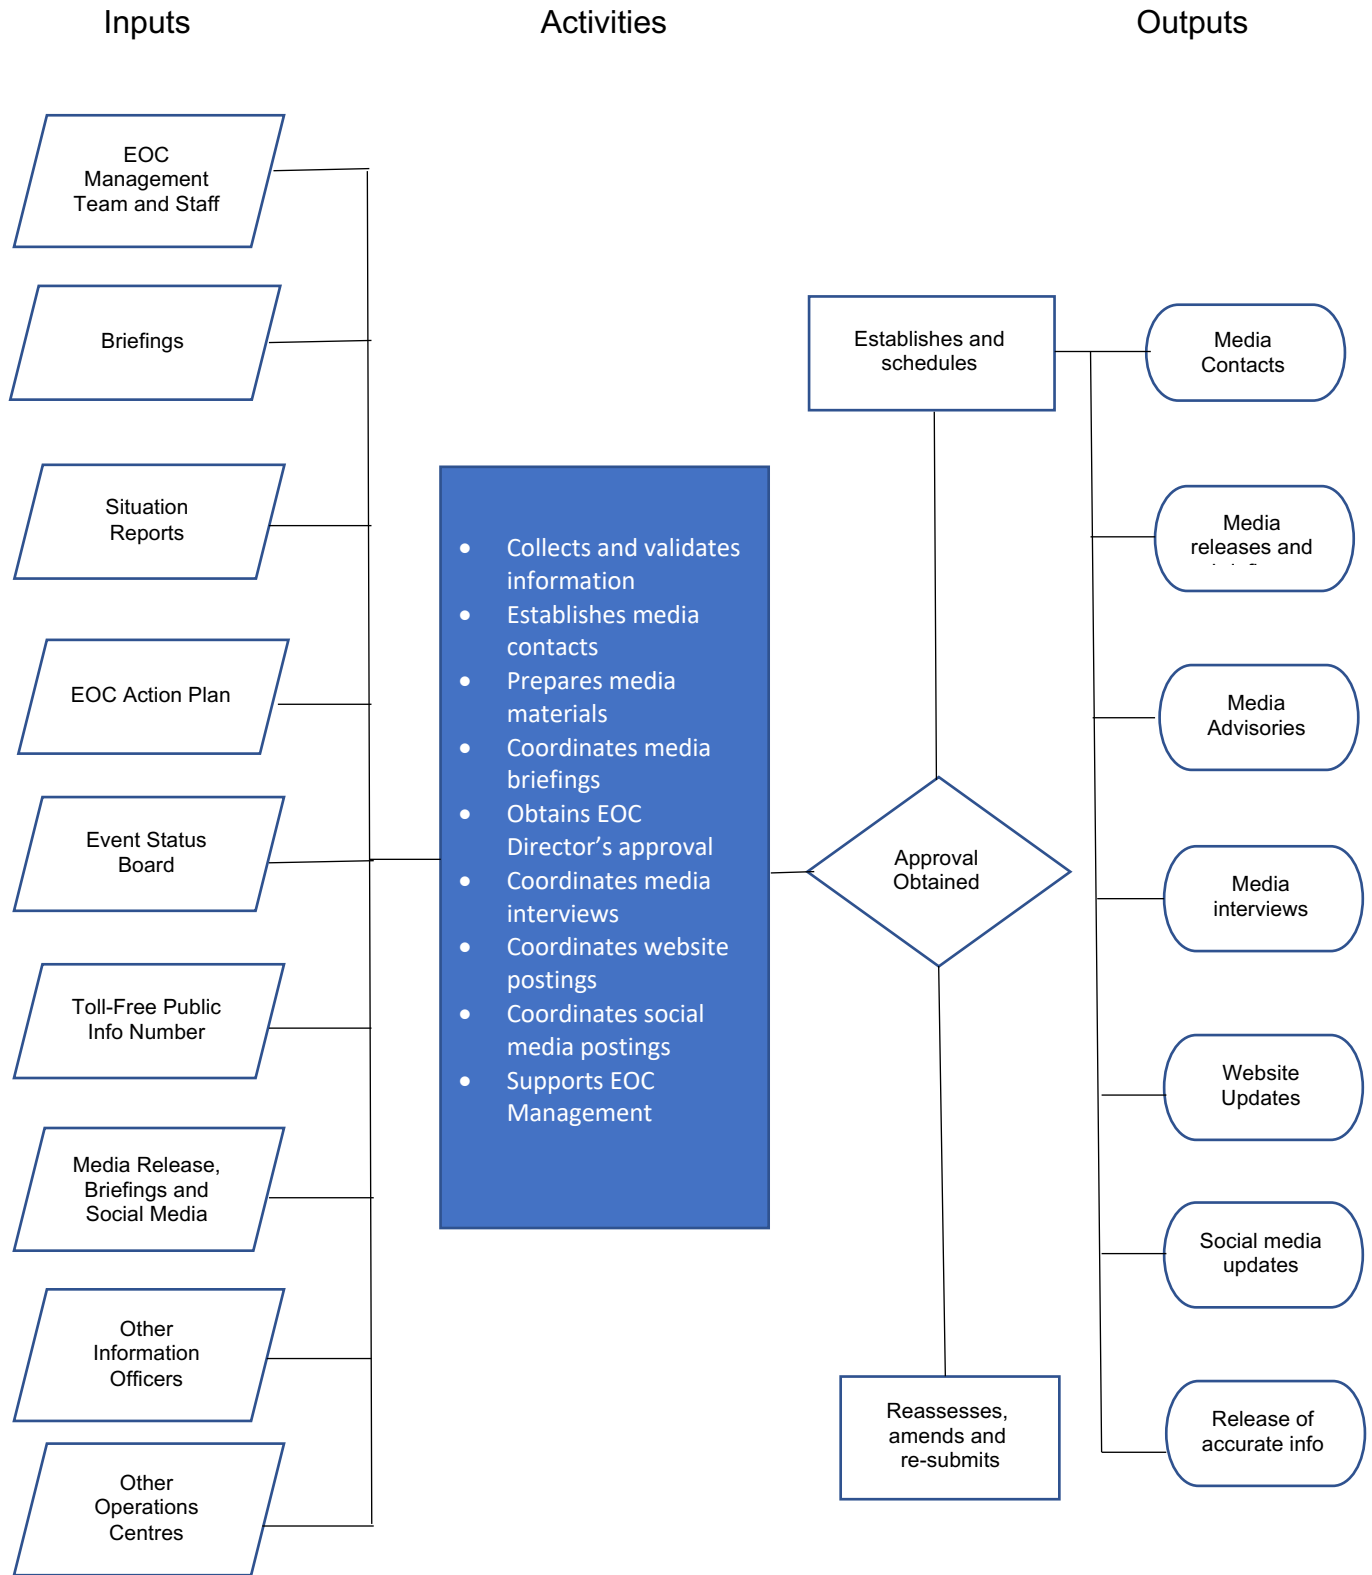 Inputs
Activities
Outputs
EOC
Management
Team and Staff
Briefings
Situation
Reports
EOC Action Plan
Event Status
Board
Toll-Free Public
Info Number
Media Release,
Briefings and
Social Media
Other
Information
Officers
Other
Operations
Centres
• Collects and validates
information
• Establishes media
contacts
• Prepares media
materials
• Coordinates media
briefings
• Obtains EOC
Director’s approval
• Coordinates media
interviews
• Coordinates website
postings
• Coordinates social
media postings
• Supports EOC
Management
Establishes and
schedules
Approval
Obtained
Reassesses,
amends and
re-submits
Media
Contacts
Media
releases and
Media
Advisories
Media
interviews
Website
Updates
Social media
updates
Release of
accurate info